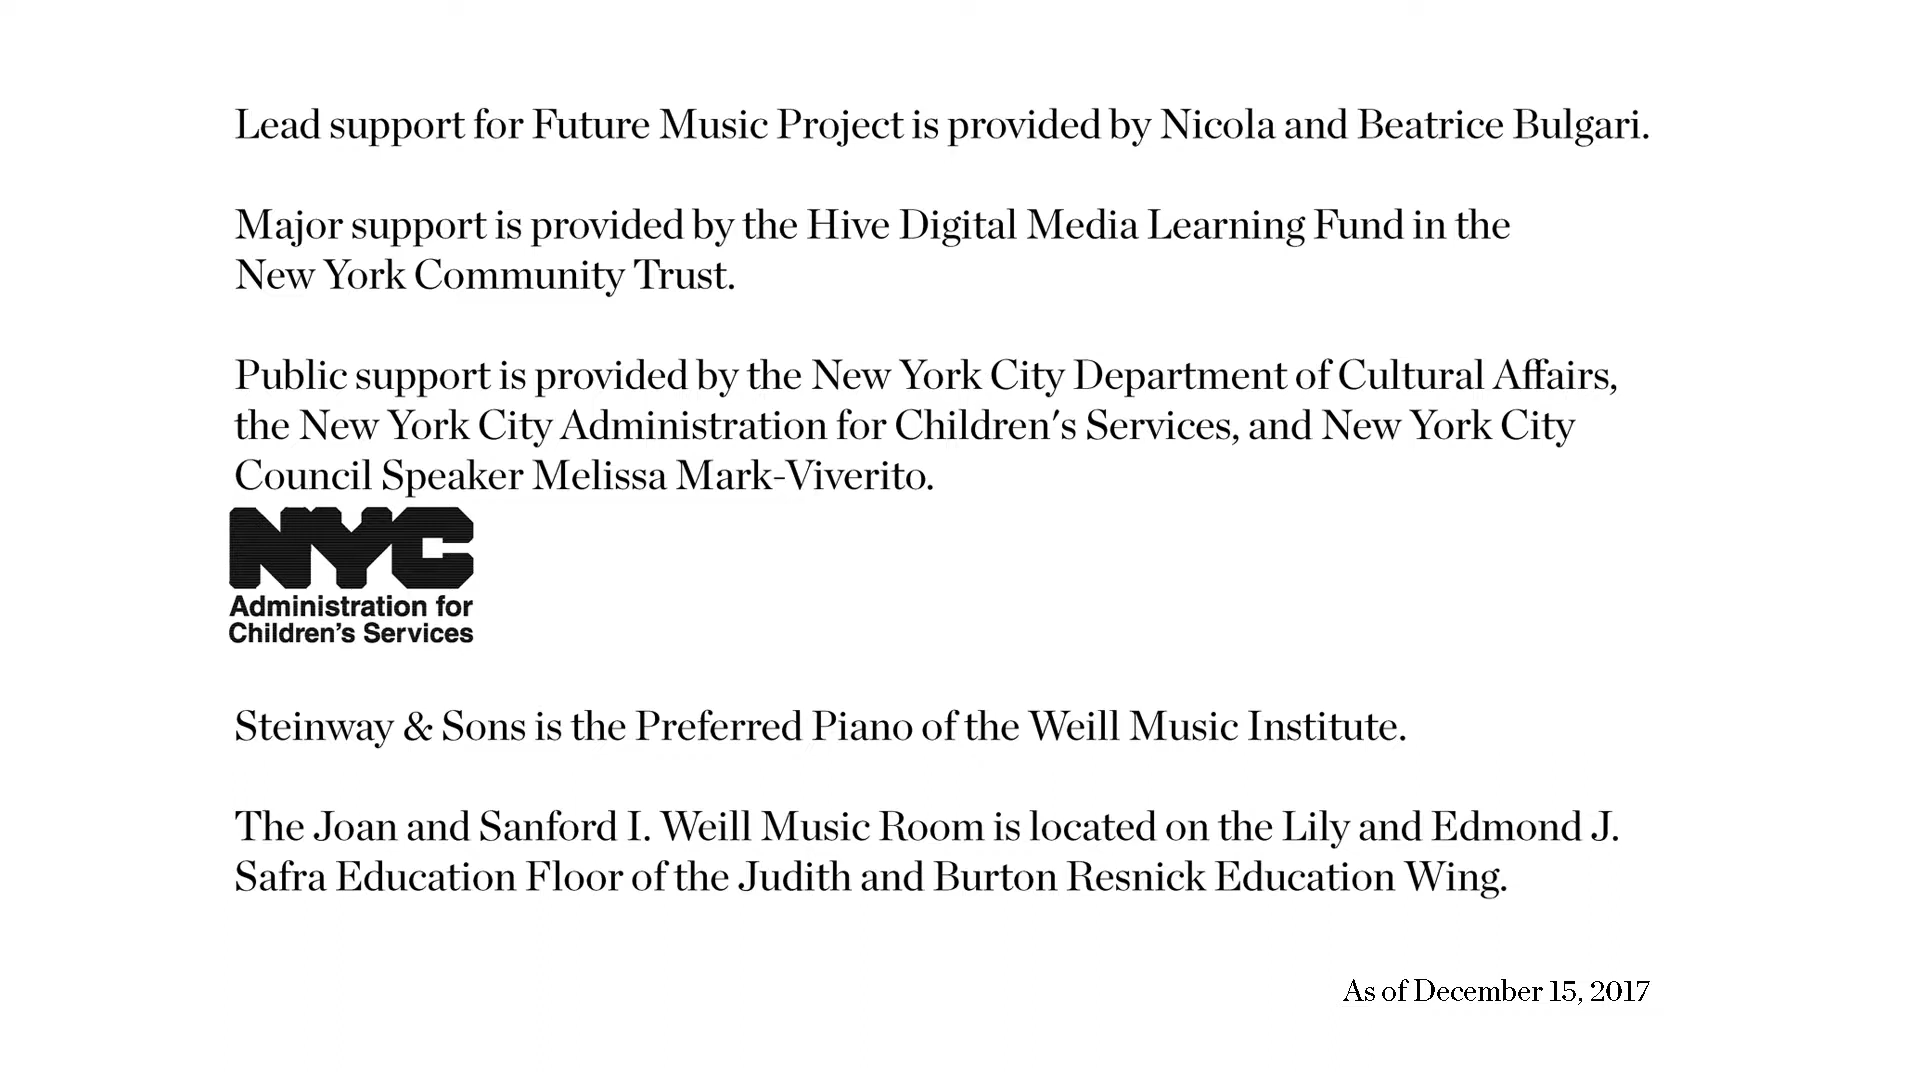 Lead support for Future Music Project is provided by Nicola and Beatrice Bulgari.
Major support is provided by the Hive Digital Media Learning Fund in the
New York Community Trust.
Public support is provided by the New York City Department of Cultural Affairs,
the New York City Administration for Children's Services, and New York City
Council Speaker Melissa Mark-Viverito.
NYC
Administration for
Children’s Services
Steinway & Sons is the Preferred Piano of the Weill Music Institute.
The Joan and Sanford I. Weill Music Room is located on the Lily and Edmond J.
Safra Education Floor of the Judith and Burton Resnick Education Wing.
As of December 15, 2017